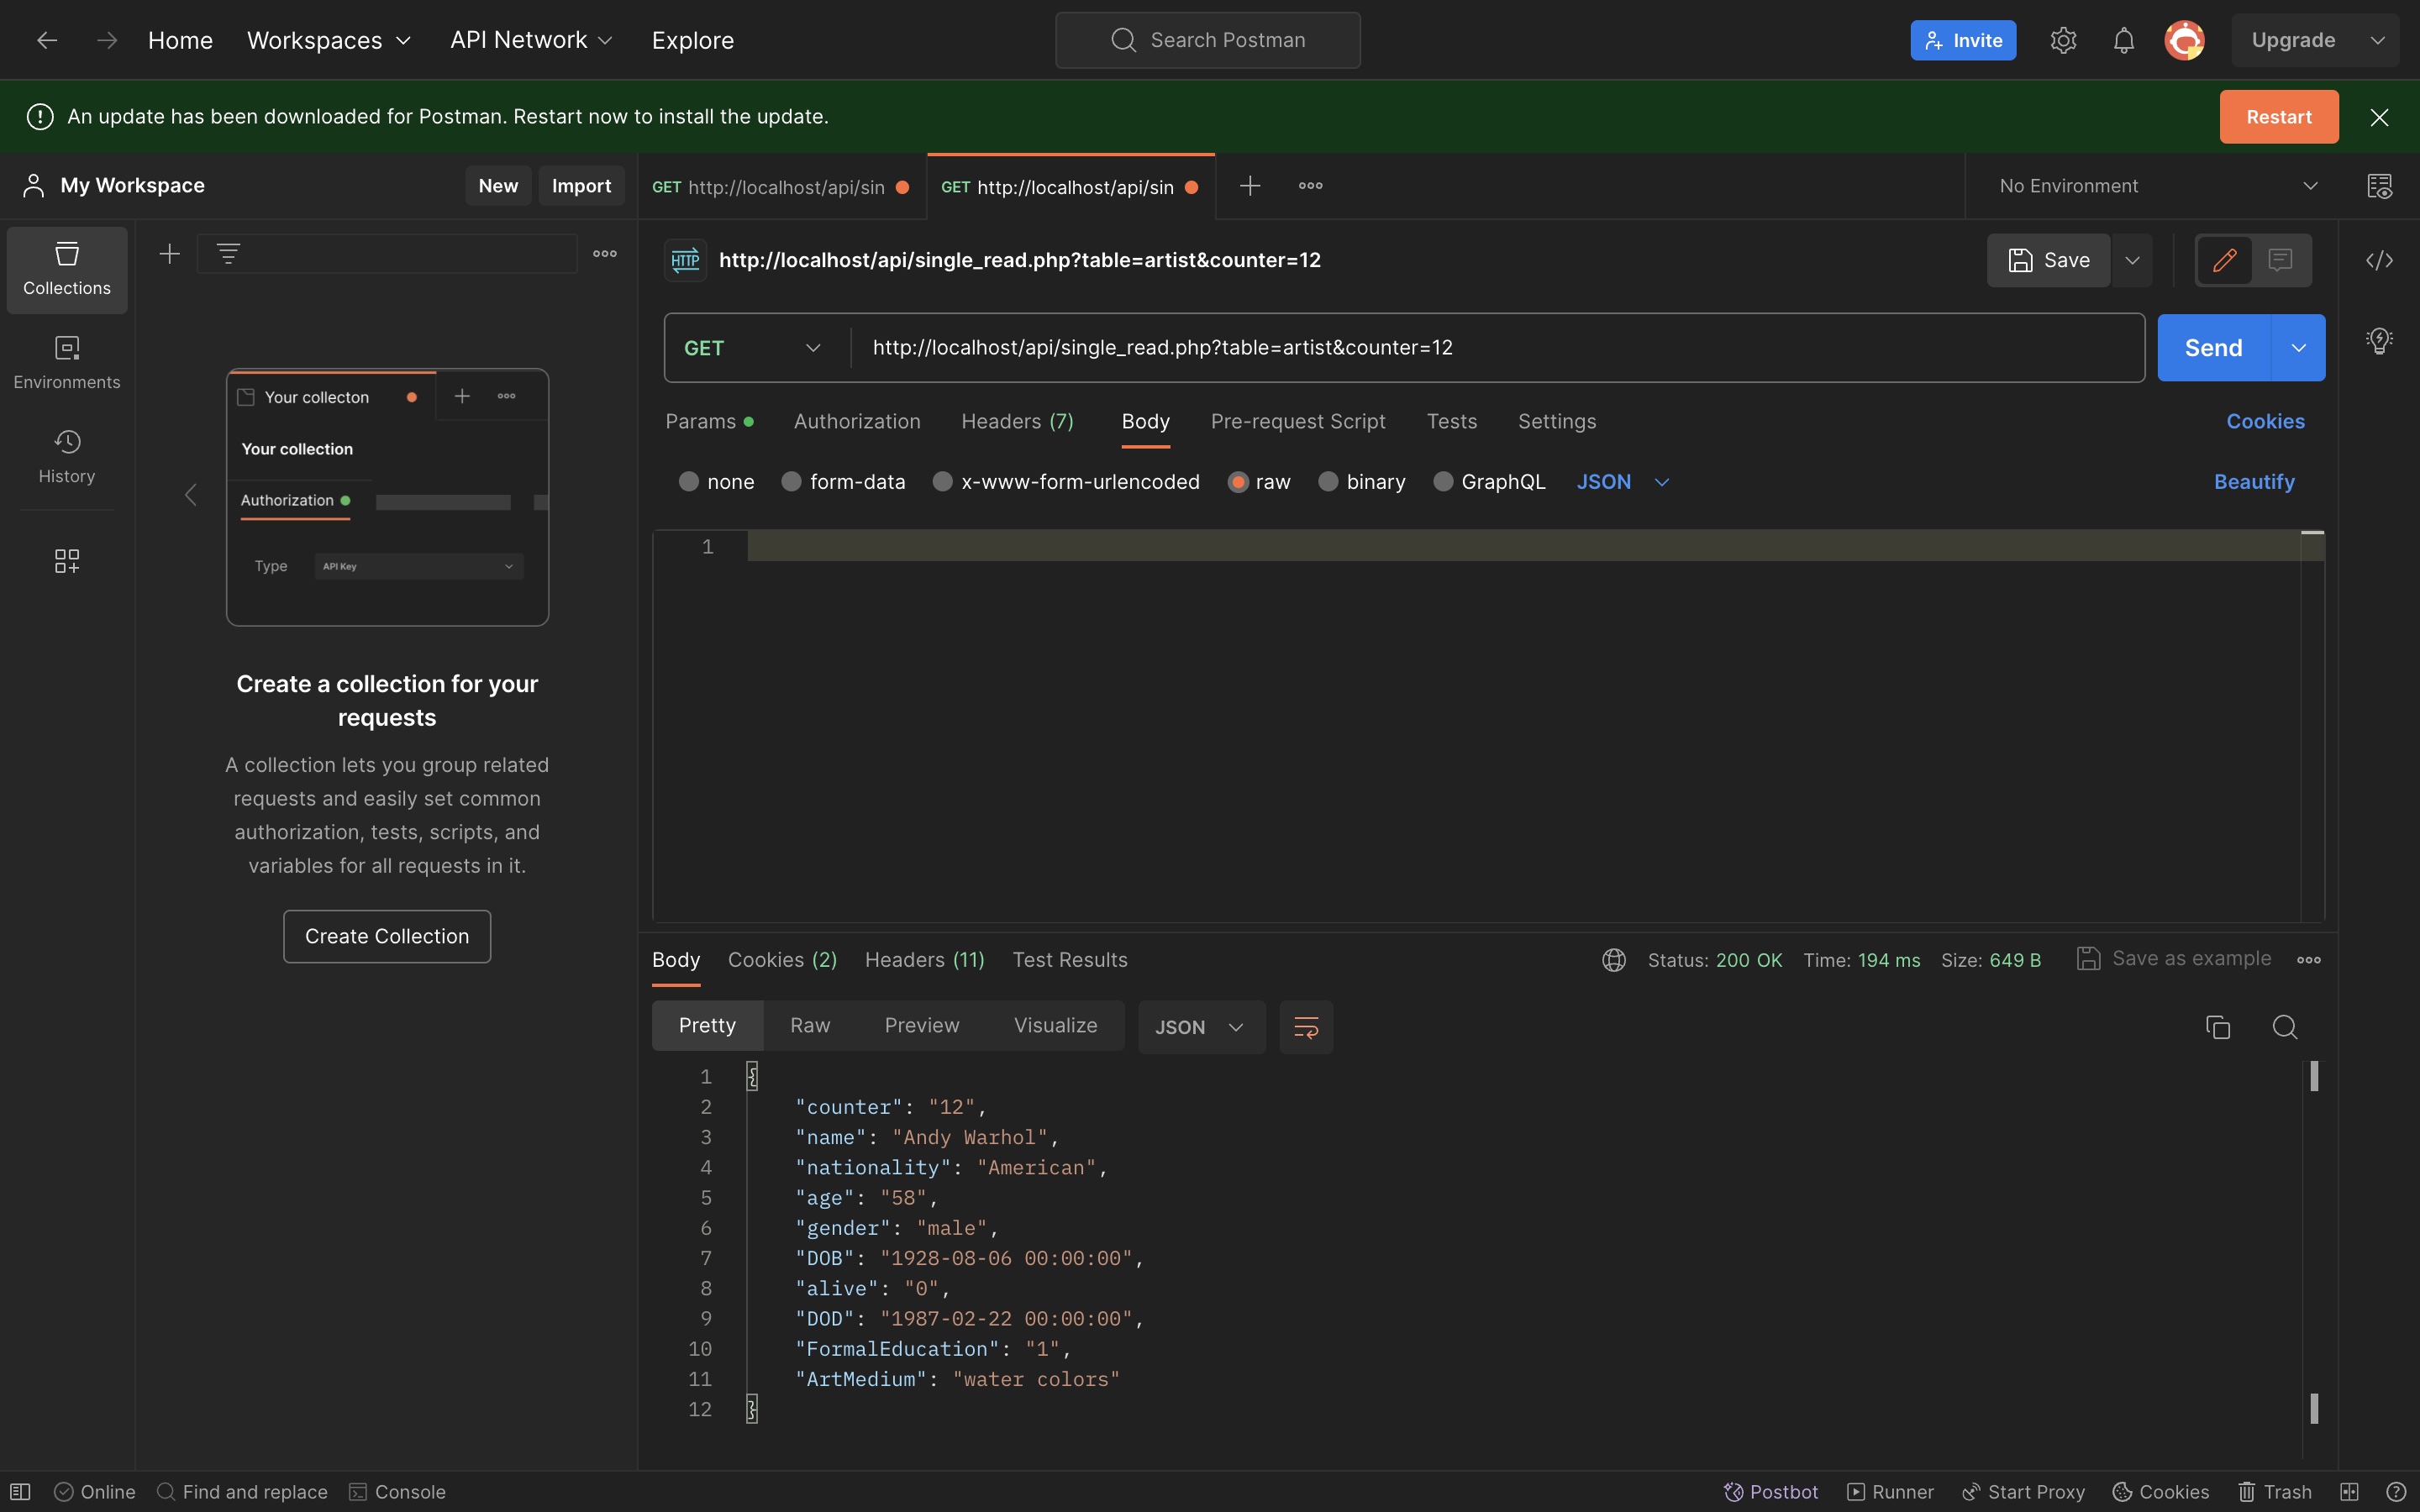 Home Workspaces API Network Explore Search Postman Invite Upgrade
An update has been downloaded for Postman. Restart now to install the update. Restart
My Workspace New Import GET http://localhost/api/sin GET http://localhost/api/sin No Environment
Collections
Environments
History
Your collecton
Your collection
Authorization
Type API Key
Create a collection for your
requests
A collection lets you group related
requests and easily set common
authorization, tests, scripts, and
variables for all requests in it.
Create Collection
HTTP http://localhost/api/single_read.php?table=artist&counter=12 Save
GET http://localhost/api/single_read.php?table=artist&counter=12 Send
Params Authorization Headers (7) Body Pre-request Script Tests Settings Cookies
none form-data x-www-form-urlencoded raw binary GraphQL JSON Beautify
1
Body Cookies (2) Headers (11) Test Results Status: 200 OK Time: 194 ms Size: 649 B Save as example
Pretty Raw Preview Visualize JSON
1 {
2 "counter": "12",
3 "name": "Andy Warhol",
4 "nationality": "American",
5 "age": "58",
6 "gender": "male",
7 "DOB": "1928-08-06 00:00:00",
8 "alive": "0",
9 "DOD": "1987-02-22 00:00:00",
10 "FormalEducation": "1",
11 "ArtMedium": "water colors"
12 }
Online Find and replace Console Postbot Runner Start Proxy Cookies Trash